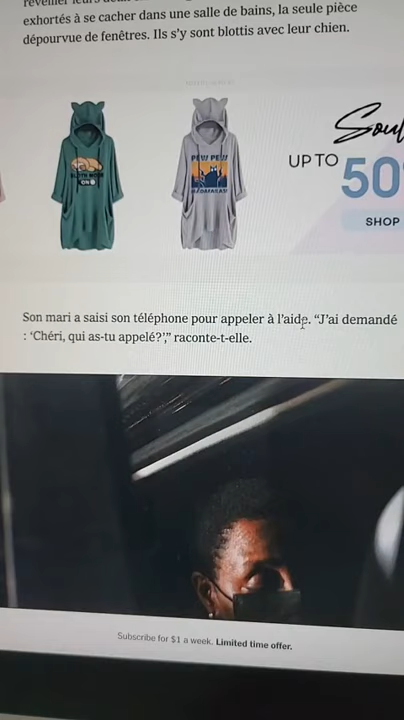 exhortés à se cacher dans une salle de bains, la seule pièce
dépourvue de fenêtres. Ils s'y sont blottis avec leur chien.
PEW PEW
ON
UP TO
50
SHOP
Son mari a saisi son téléphone pour appeler à l'aide. “J'ai demandé
: ‘Chéri, qui as-tu appelé?’,” raconte-t-elle.
Subscribe for $1 a week. Limited time offer.